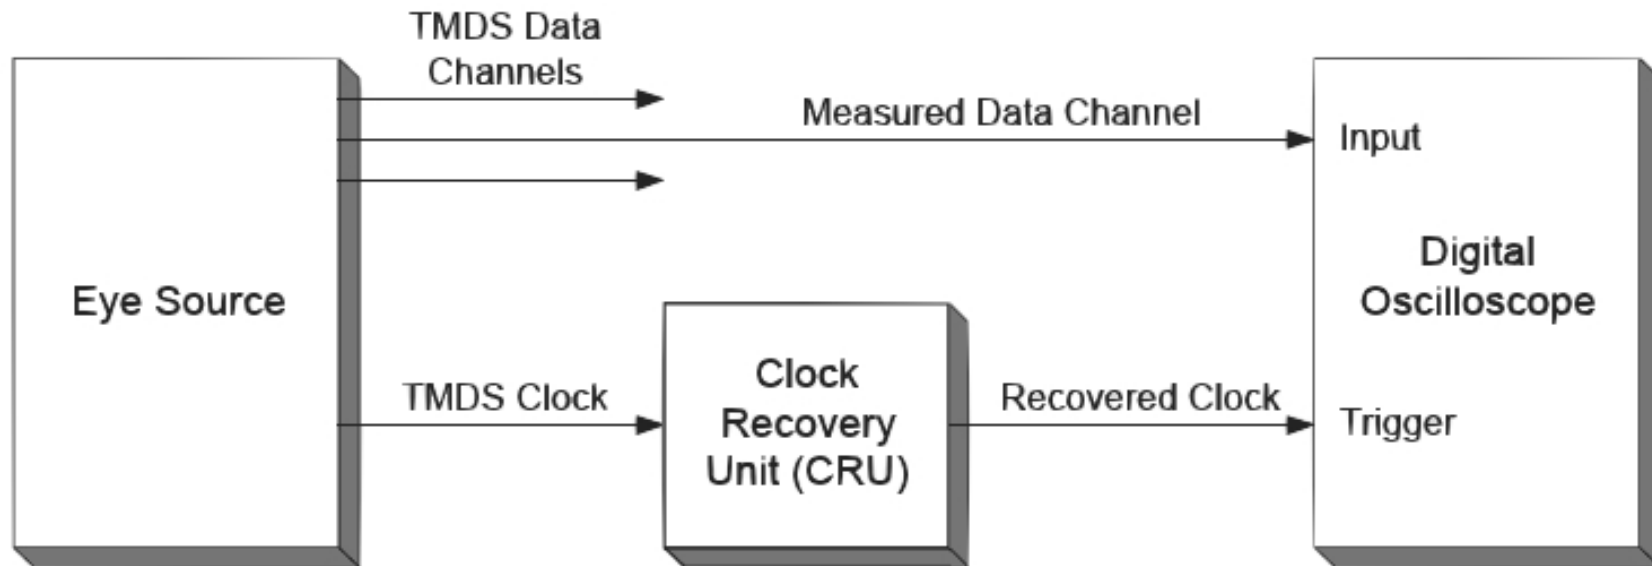 TMDS Data
Channels
Measured Data Channel
Input
Eye Source
Digital
Oscilloscope
TMDS Clock
Clock
Recovery
Unit (CRU)
Recovered Clock
Trigger